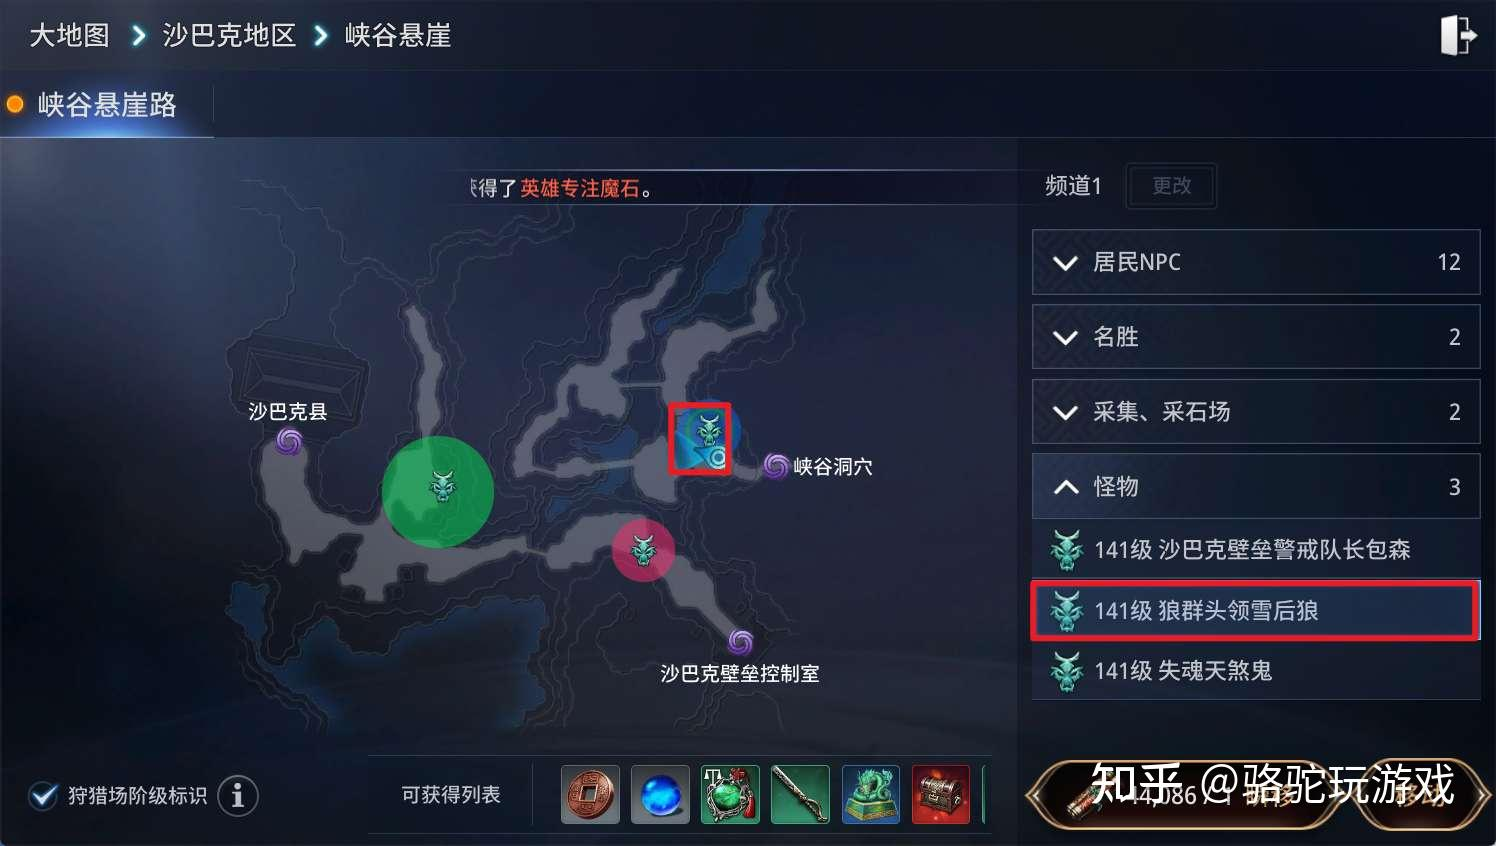 大地图 沙巴克地区 峡谷悬崖
峡谷悬崖路
得了 英雄专注魔石。
频道1 更改
居民NPC 12
名胜 2
采集、采石场 2
怪物 3
141级 沙巴克壁垒警戒队长包森
141级 狼群头领雪后狼
141级 失魂天煞鬼
沙巴克县
峡谷洞穴
沙巴克壁垒控制室
狩猎场阶级标识
可获得列表
知乎 @骆驼玩游戏